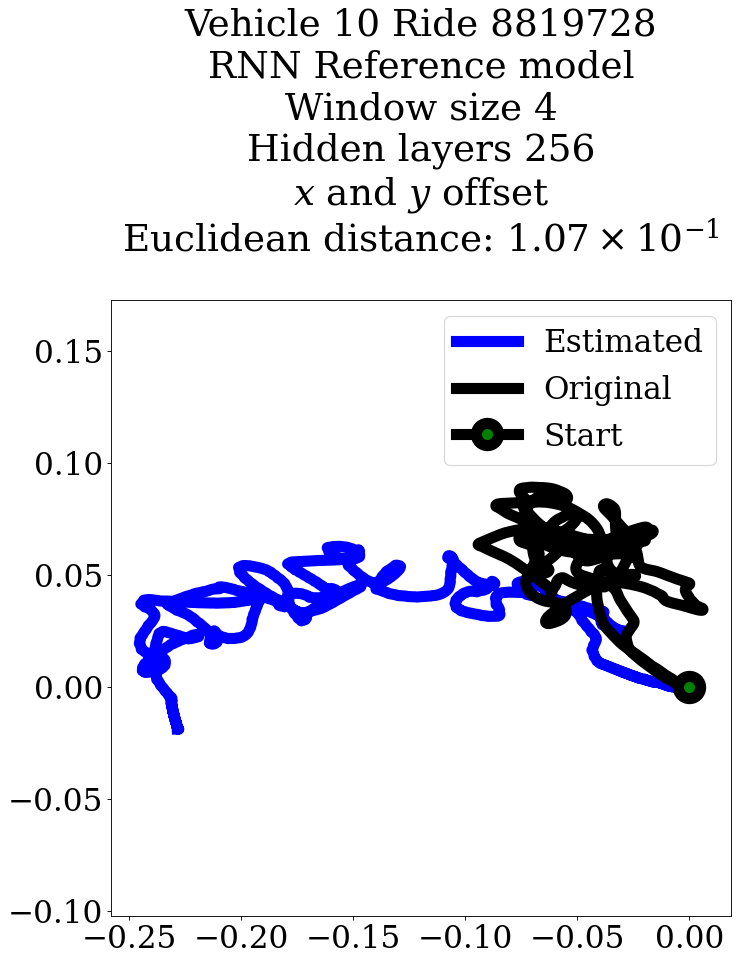 Vehicle 10 Ride 8819728
RNN Reference model
Window size 4
Hidden layers 256
x and y offset
Euclidean distance: 1.07 × 10⁻¹
Estimated
Original
Start
0.15
0.10
0.05
0.00
−0.05
−0.10
−0.25 −0.20 −0.15 −0.10 −0.05 0.00